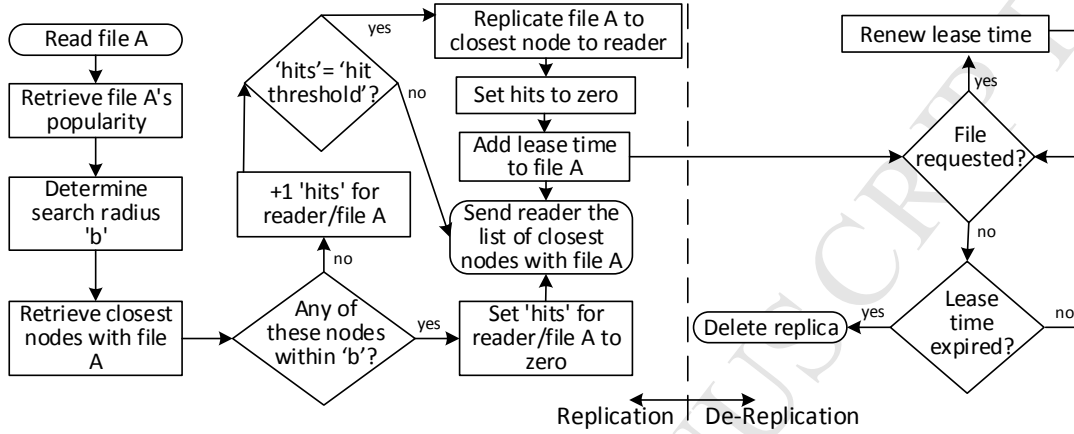 Read file A
Retrieve file A's
popularity
Determine
search radius
'b'
Retrieve closest
nodes with file
A
Any of
these nodes
within ‘b’?
no
yes
+1 'hits' for
reader/file A
‘hits’= ‘hit
threshold’?
yes
no
Replicate file A to
closest node to reader
Set hits to zero
Add lease time
to file A
Send reader the
list of closest
nodes with file A
Set 'hits' for
reader/file A to
zero
Renew lease time
yes
File
requested?
no
Lease
time
expired?
yes
no
Delete replica
Replication
De-Replication